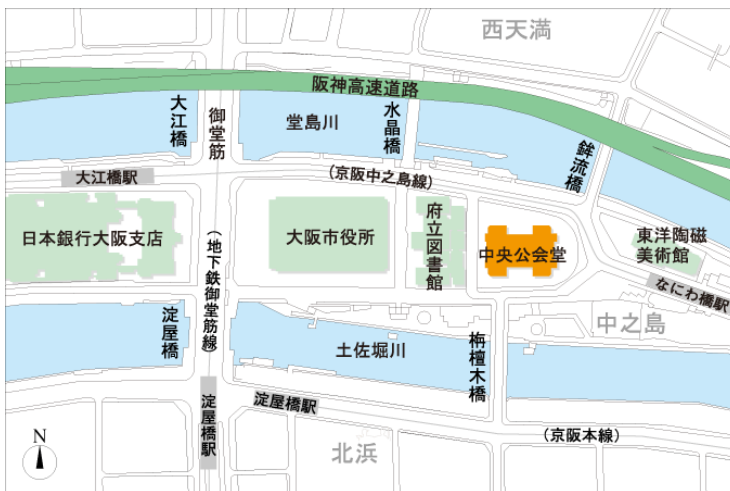 西天満
阪神高速道路
大江橋
御堂筋
堂島川
水晶橋
鉾流橋
大江橋駅
(京阪中之島線)
日本銀行大阪支店
(地下鉄御堂筋線)
大阪市役所
府立図書館
中央公会堂
東洋陶磁
美術館
なにわ橋駅
中之島
淀屋橋
土佐堀川
栴檀木橋
淀屋橋駅
淀屋橋駅
(京阪本線)
北浜
N